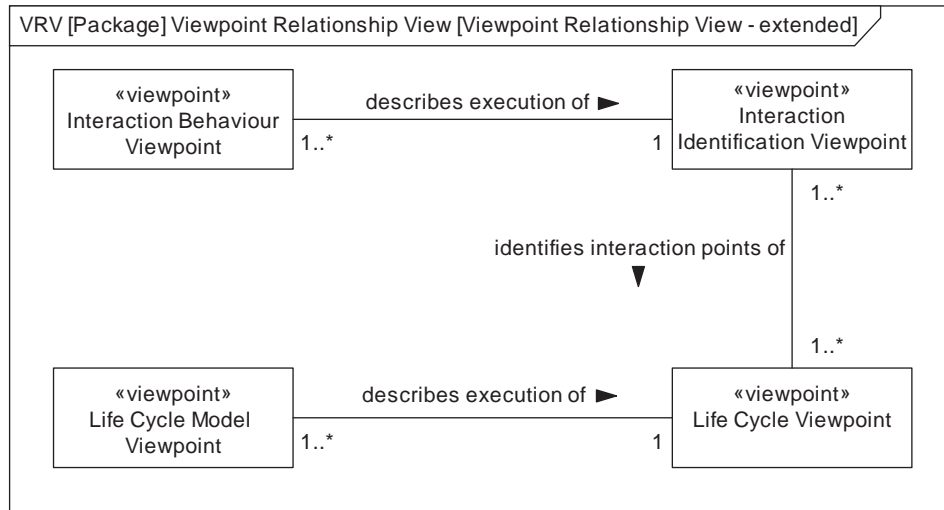 VRV [Package] Viewpoint Relationship View [Viewpoint Relationship View - extended]
«viewpoint»
Interaction Behaviour
Viewpoint
describes execution of ►
1..*
1
«viewpoint»
Interaction
Identification Viewpoint
1..*
identifies interaction points of
▼
1..*
«viewpoint»
Life Cycle Model
Viewpoint
describes execution of ►
1..*
1
«viewpoint»
Life Cycle Viewpoint